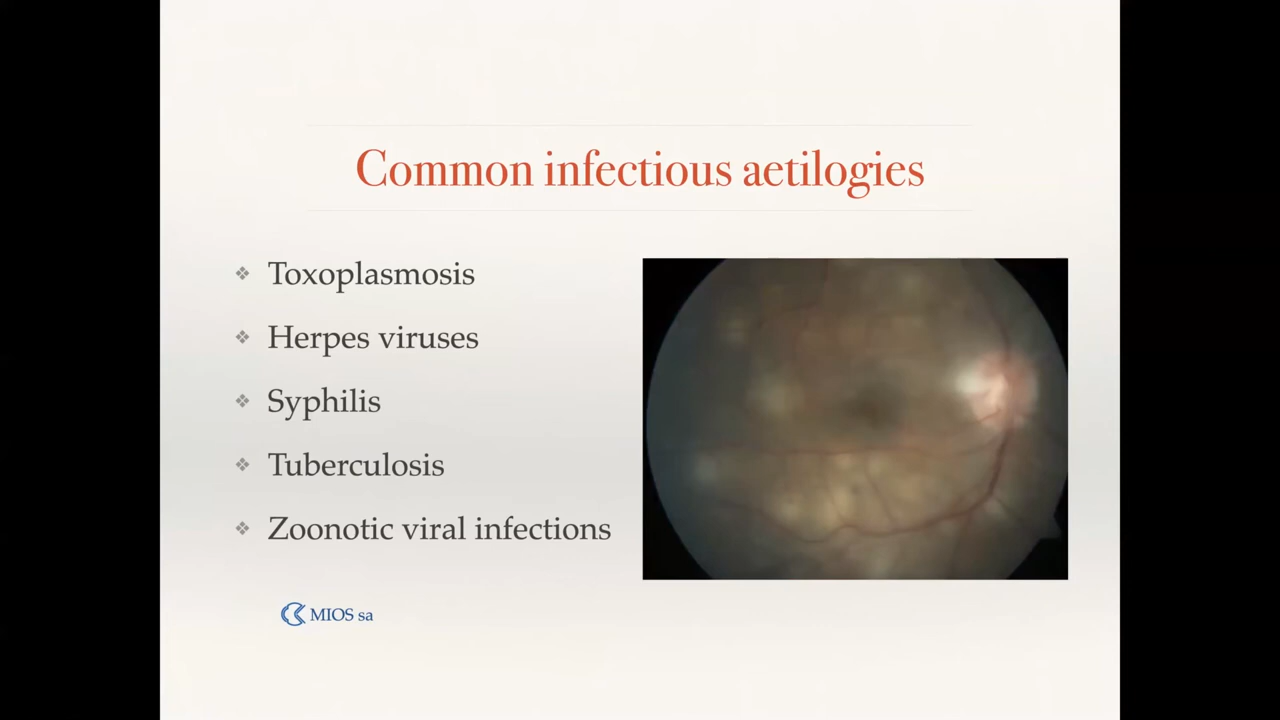 Common infectious aetilogies
Toxoplasmosis
Herpes viruses
Syphilis
Tuberculosis
Zoonotic viral infections
MIOS sa